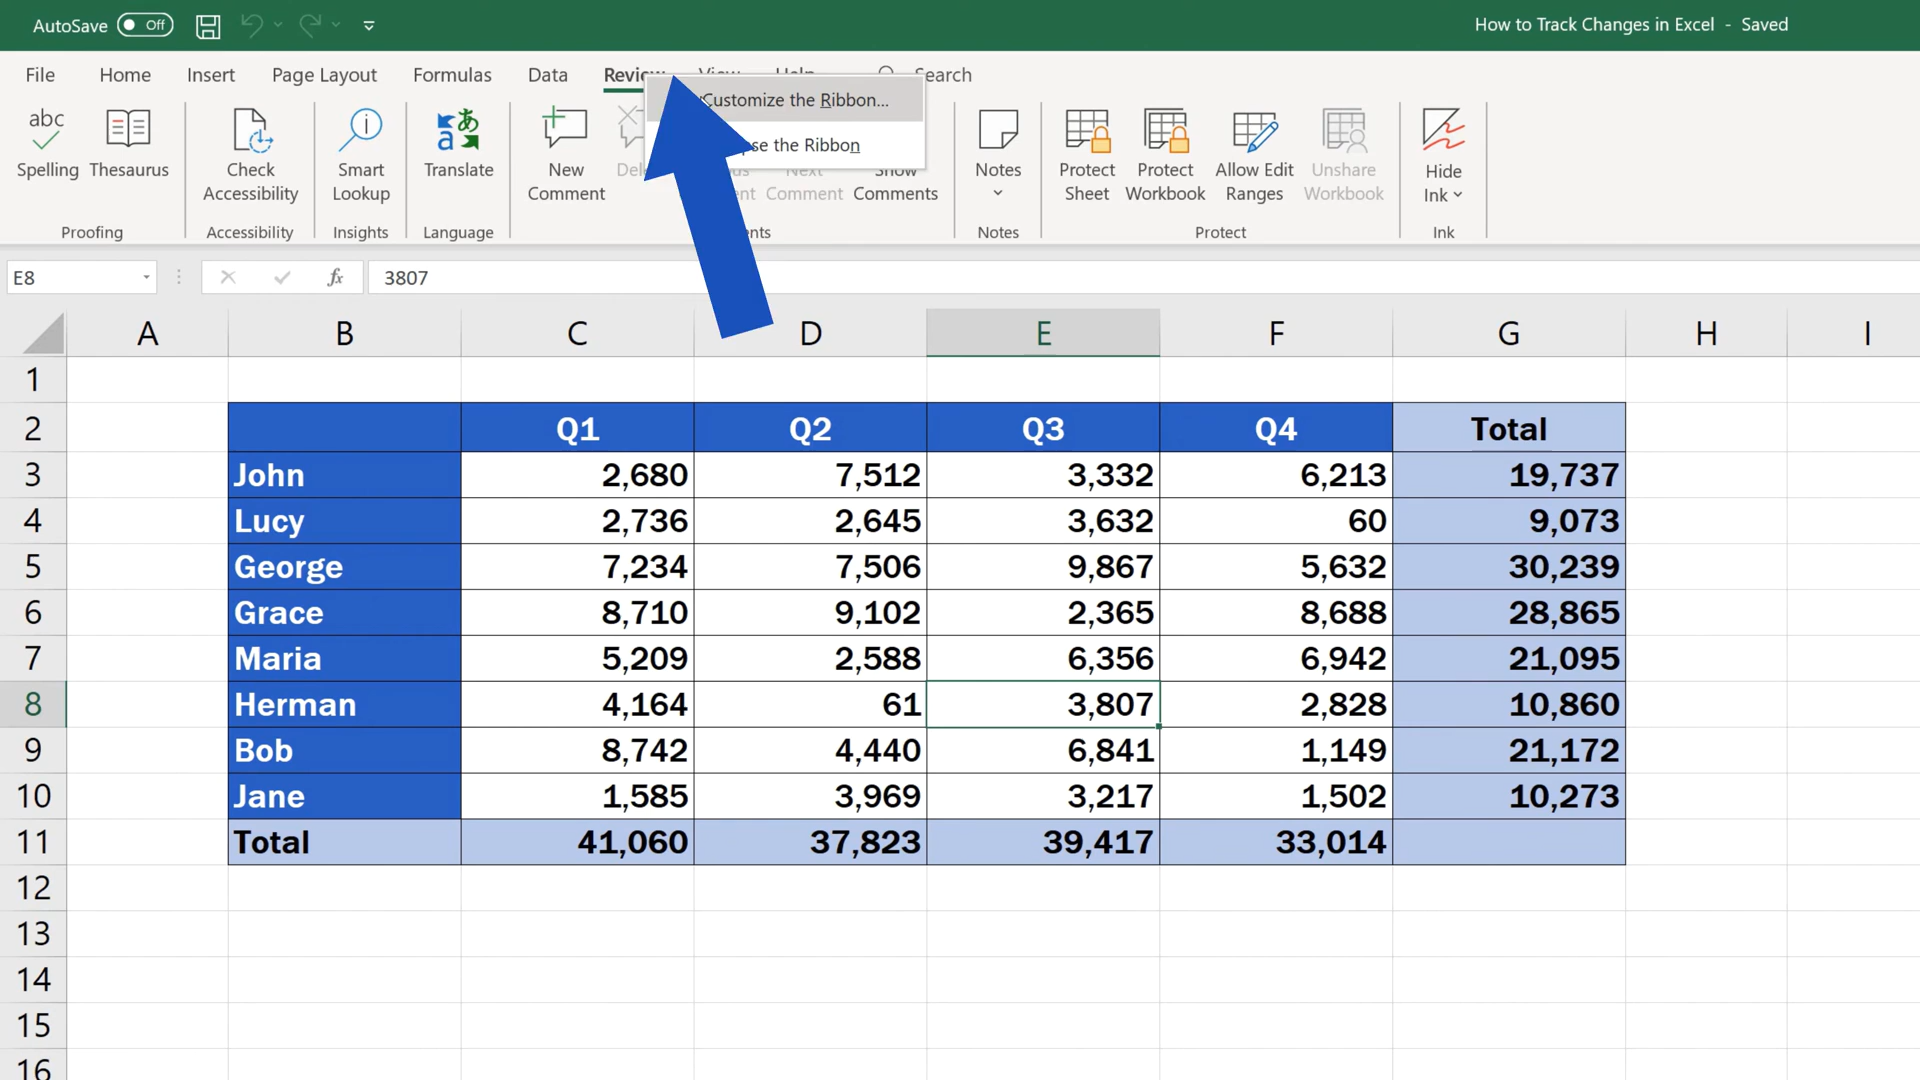 AutoSave Off
How to Track Changes in Excel - Saved
File Home Insert Page Layout Formulas Data Review View Help Search
Customize the Ribbon...
the Ribbon
abc
Spelling
Thesaurus
Proofing
Check Accessibility
Accessibility
Smart Lookup
Insights
Translate
Language
New Comment
Next Comment
Show Comments
Notes
Notes
Protect Sheet
Protect Workbook
Allow Edit Ranges
Unshare Workbook
Protect
Hide Ink
Ink
E8 fx 3807
A B C D E F G H I
1
2 Q1 Q2 Q3 Q4 Total
3 John 2,680 7,512 3,332 6,213 19,737
4 Lucy 2,736 2,645 3,632 60 9,073
5 George 7,234 7,506 9,867 5,632 30,239
6 Grace 8,710 9,102 2,365 8,688 28,865
7 Maria 5,209 2,588 6,356 6,942 21,095
8 Herman 4,164 61 3,807 2,828 10,860
9 Bob 8,742 4,440 6,841 1,149 21,172
10 Jane 1,585 3,969 3,217 1,502 10,273
11 Total 41,060 37,823 39,417 33,014
12
13
14
15
16